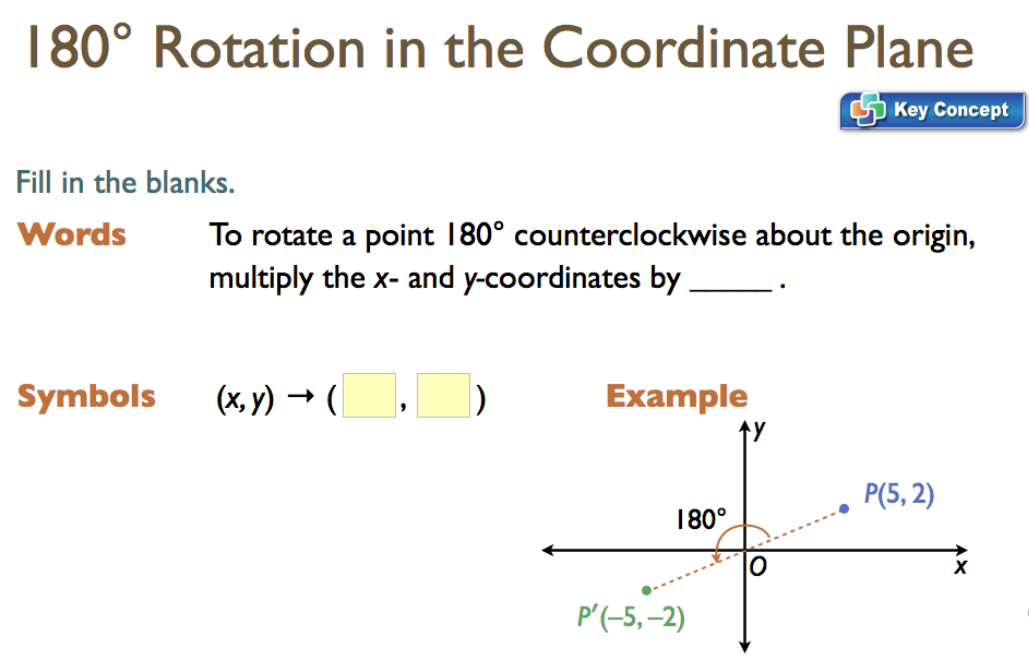 180° Rotation in the Coordinate Plane
Key Concept
Fill in the blanks.
Words To rotate a point 180° counterclockwise about the origin,
multiply the x- and y-coordinates by _____ .
Symbols (x, y) → ( , ) Example
y
P(5, 2)
180°
O
x
P′(–5, –2)